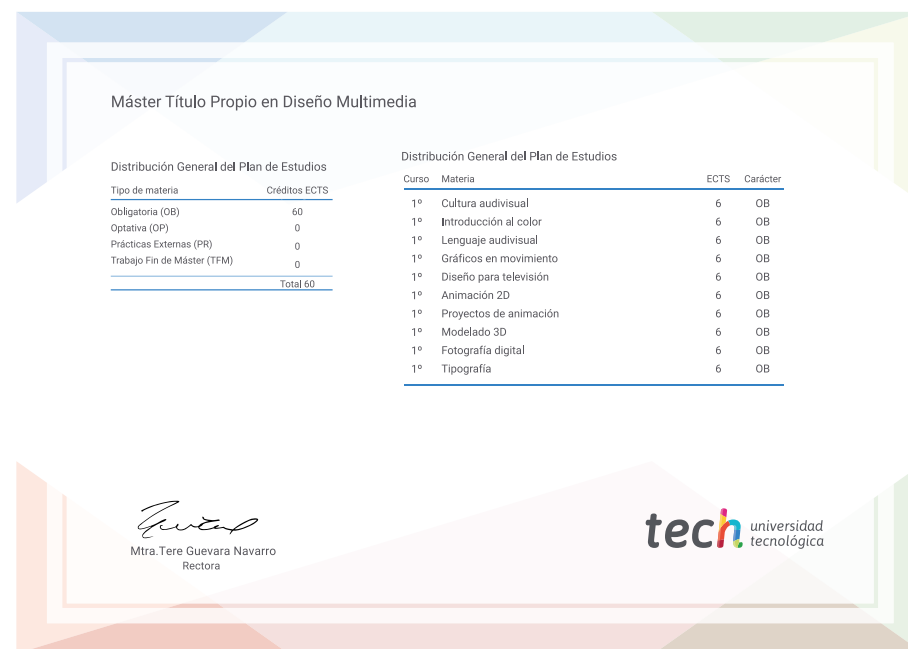 Máster Título Propio en Diseño Multimedia
Distribución General del Plan de Estudios
Tipo de materia Créditos ECTS
Obligatoria (OB) 60
Optativa (OP) 0
Prácticas Externas (PR) 0
Trabajo Fin de Máster (TFM) 0
Total 60
Distribución General del Plan de Estudios
Curso Materia ECTS Carácter
1º Cultura audivisual 6 OB
1º Introducción al color 6 OB
1º Lenguaje audivisual 6 OB
1º Gráficos en movimiento 6 OB
1º Diseño para televisión 6 OB
1º Animación 2D 6 OB
1º Proyectos de animación 6 OB
1º Modelado 3D 6 OB
1º Fotografía digital 6 OB
1º Tipografía 6 OB
Mtra.Tere Guevara Navarro
Rectora
tech universidad
tecnológica